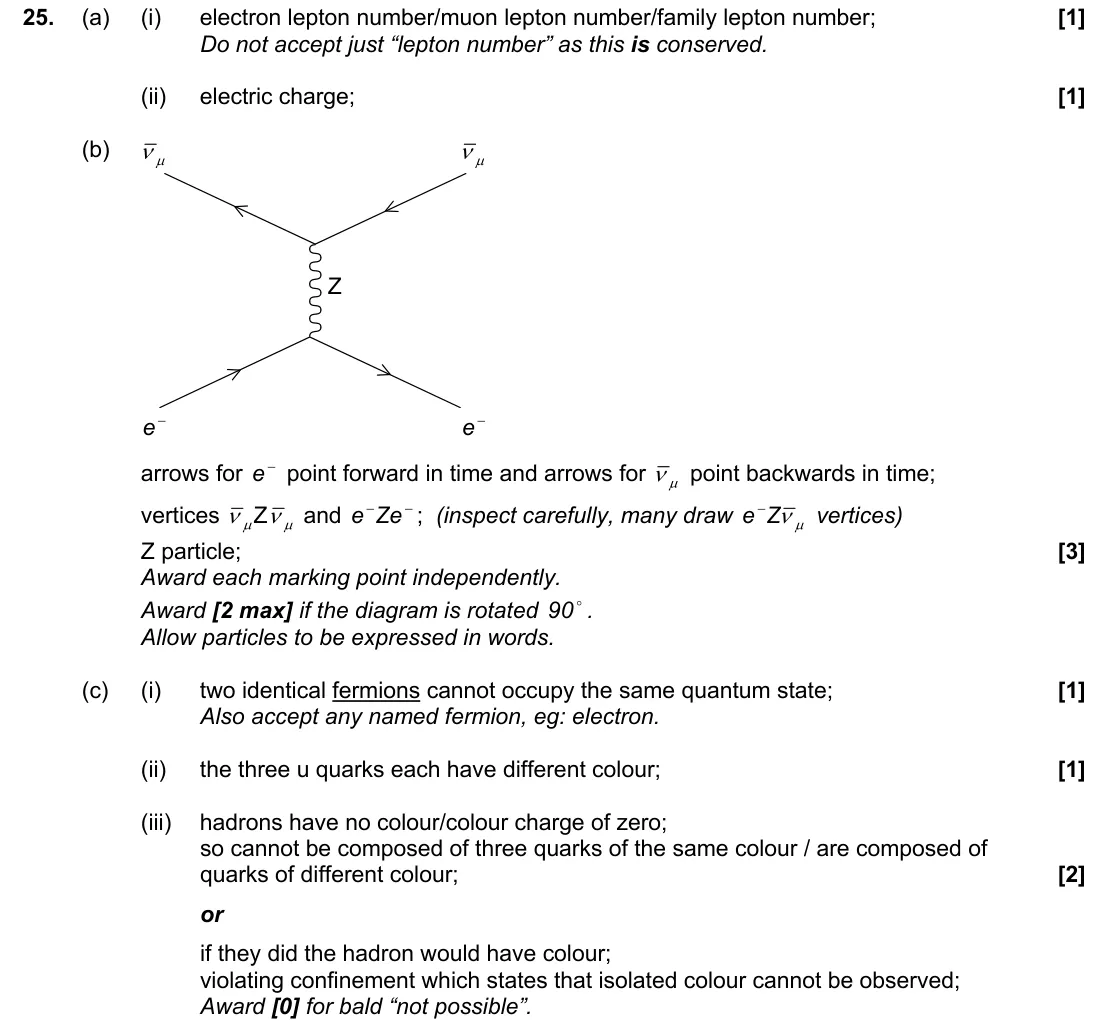 25. (a) (i) electron lepton number/muon lepton number/family lepton number; [1]
Do not accept just “lepton number” as this is conserved.
(ii) electric charge; [1]
(b) ν̅μ ν̅μ
Z
e⁻ e⁻
arrows for e⁻ point forward in time and arrows for ν̅μ point backwards in time;
vertices ν̅μZν̅μ and e⁻Ze⁻; (inspect carefully, many draw e⁻Zν̅μ vertices)
Z particle; [3]
Award each marking point independently.
Award [2 max] if the diagram is rotated 90°.
Allow particles to be expressed in words.
(c) (i) two identical fermions cannot occupy the same quantum state; [1]
Also accept any named fermion, eg: electron.
(ii) the three u quarks each have different colour; [1]
(iii) hadrons have no colour/colour charge of zero;
so cannot be composed of three quarks of the same colour / are composed of
quarks of different colour; [2]
or
if they did the hadron would have colour;
violating confinement which states that isolated colour cannot be observed;
Award [0] for bald “not possible”.